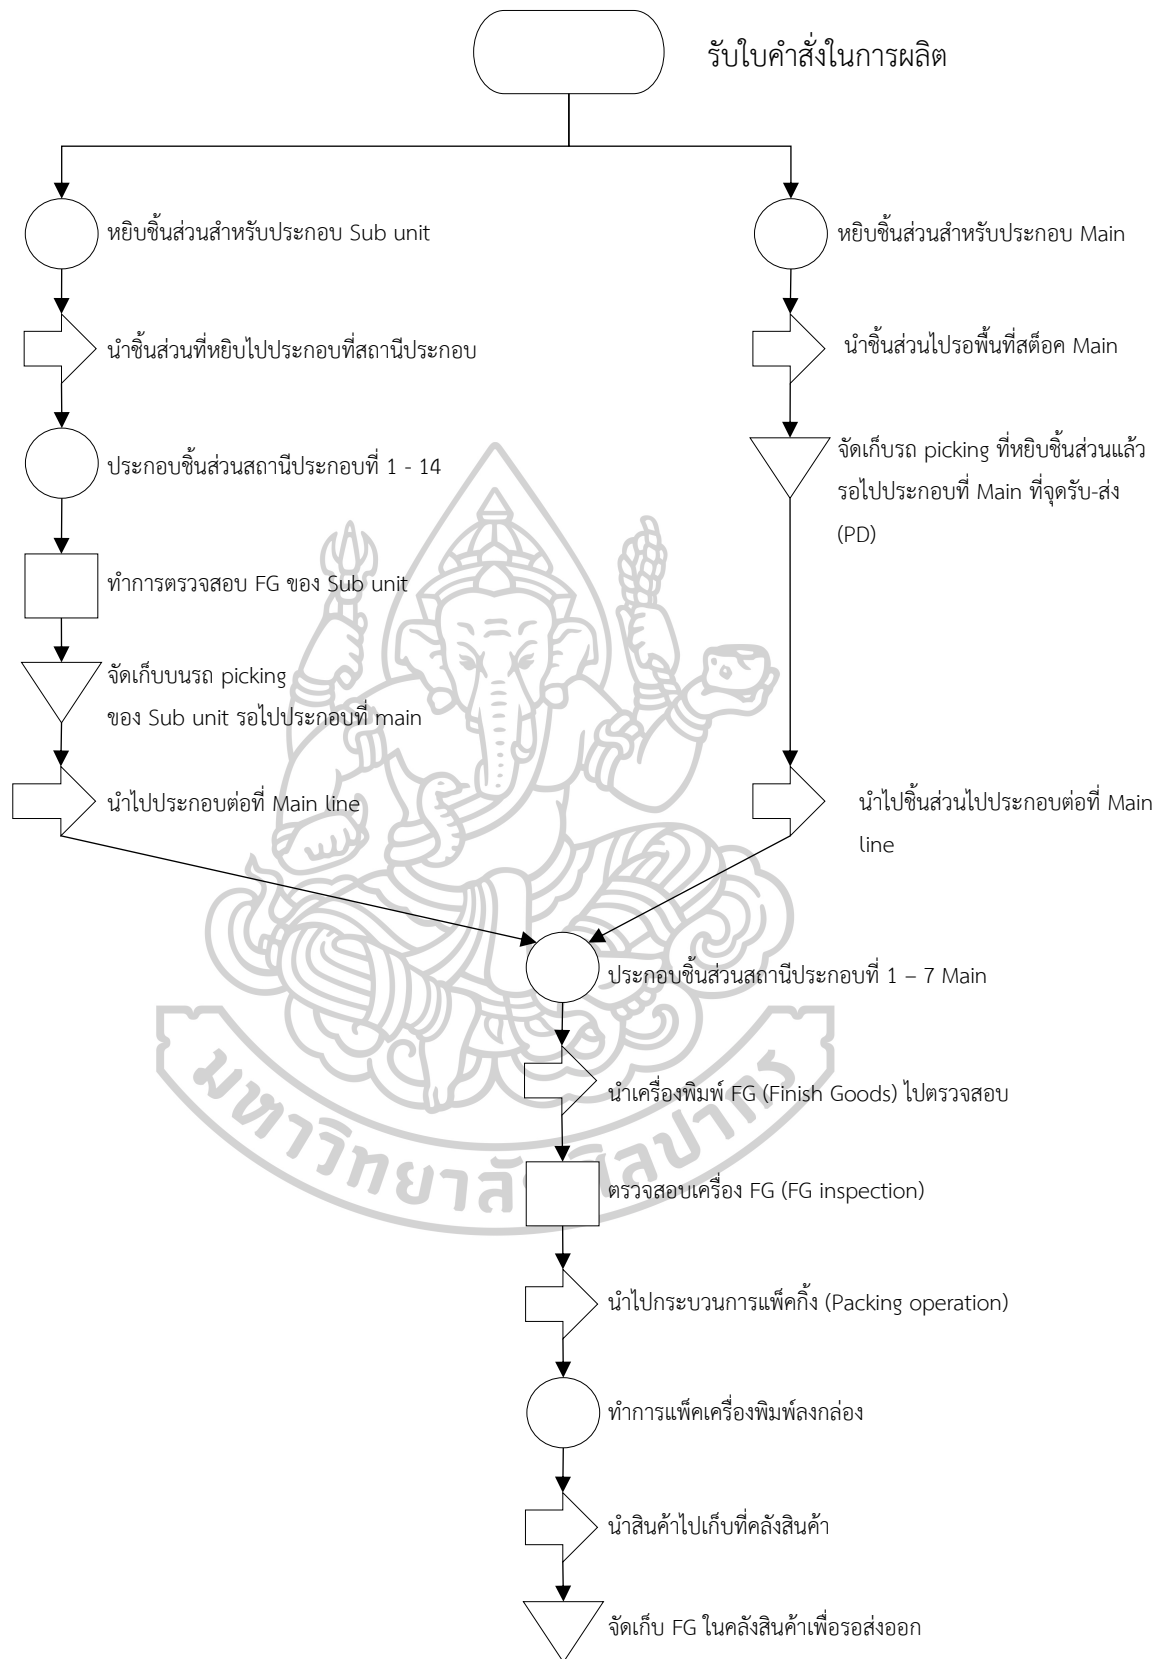 รับใบคำสั่งในการผลิต
หยิบชิ้นส่วนสำหรับประกอบ Sub unit
นำชิ้นส่วนที่หยิบไปประกอบที่สถานีประกอบ
ประกอบชิ้นส่วนสถานีประกอบที่ 1 - 14
ทำการตรวจสอบ FG ของ Sub unit
จัดเก็บบนรถ picking
ของ Sub unit รอไปประกอบที่ main
นำไปประกอบต่อที่ Main line
หยิบชิ้นส่วนสำหรับประกอบ Main
นำชิ้นส่วนไปรอพื้นที่สต็อค Main
จัดเก็บรถ picking ที่หยิบชิ้นส่วนแล้ว
รอไปประกอบที่ Main ที่จุดรับ-ส่ง
(PD)
นำไปชิ้นส่วนไปประกอบต่อที่ Main
line
ประกอบชิ้นส่วนสถานีประกอบที่ 1 – 7 Main
นำเครื่องพิมพ์ FG (Finish Goods) ไปตรวจสอบ
ตรวจสอบเครื่อง FG (FG inspection)
นำไปกระบวนการแพ็คกิ้ง (Packing operation)
ทำการแพ็คเครื่องพิมพ์ลงกล่อง
นำสินค้าไปเก็บที่คลังสินค้า
จัดเก็บ FG ในคลังสินค้าเพื่อรอส่งออก
มหาวิทยาลัยศิลปากร